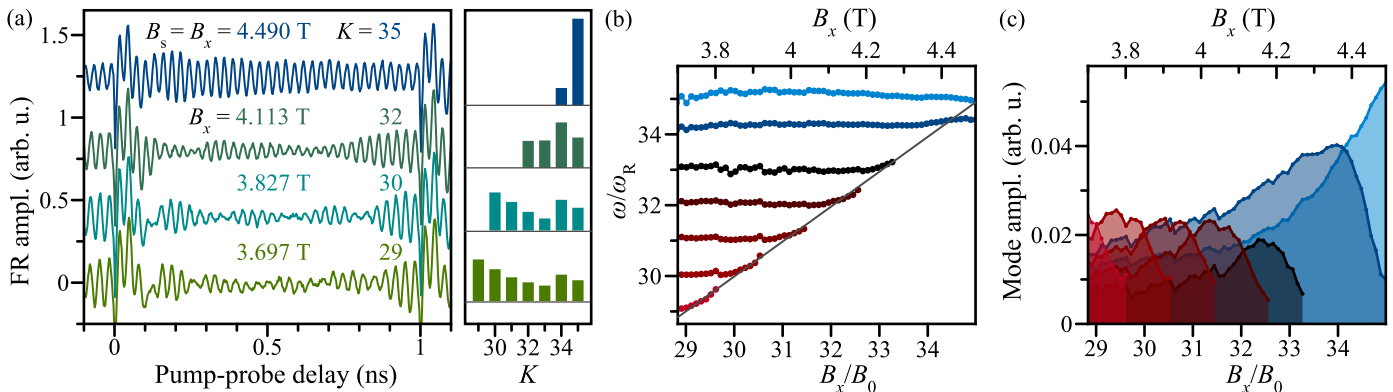 (a)
FR ampl. (arb. u.)
1.5
1
0.5
0
B_s = B_x = 4.490 T K = 35
B_x = 4.113 T 32
3.827 T 30
3.697 T 29
0 0.5 1
Pump-probe delay (ns)
30 32 34
K
(b)
B_x (T)
3.8 4 4.2 4.4
ω/ω_R
34
32
30
29 30 31 32 33 34
B_x/B_0
(c)
B_x (T)
3.8 4 4.2 4.4
Mode ampl. (arb. u.)
0.04
0.02
0
29 30 31 32 33 34
B_x/B_0